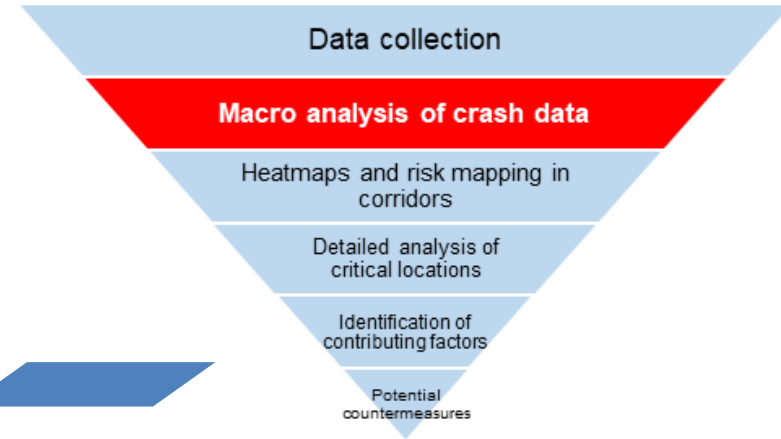 Data collection
Macro analysis of crash data
Heatmaps and risk mapping in
corridors
Detailed analysis of
critical locations
Identification of
contributing factors
Potential
countermeasures